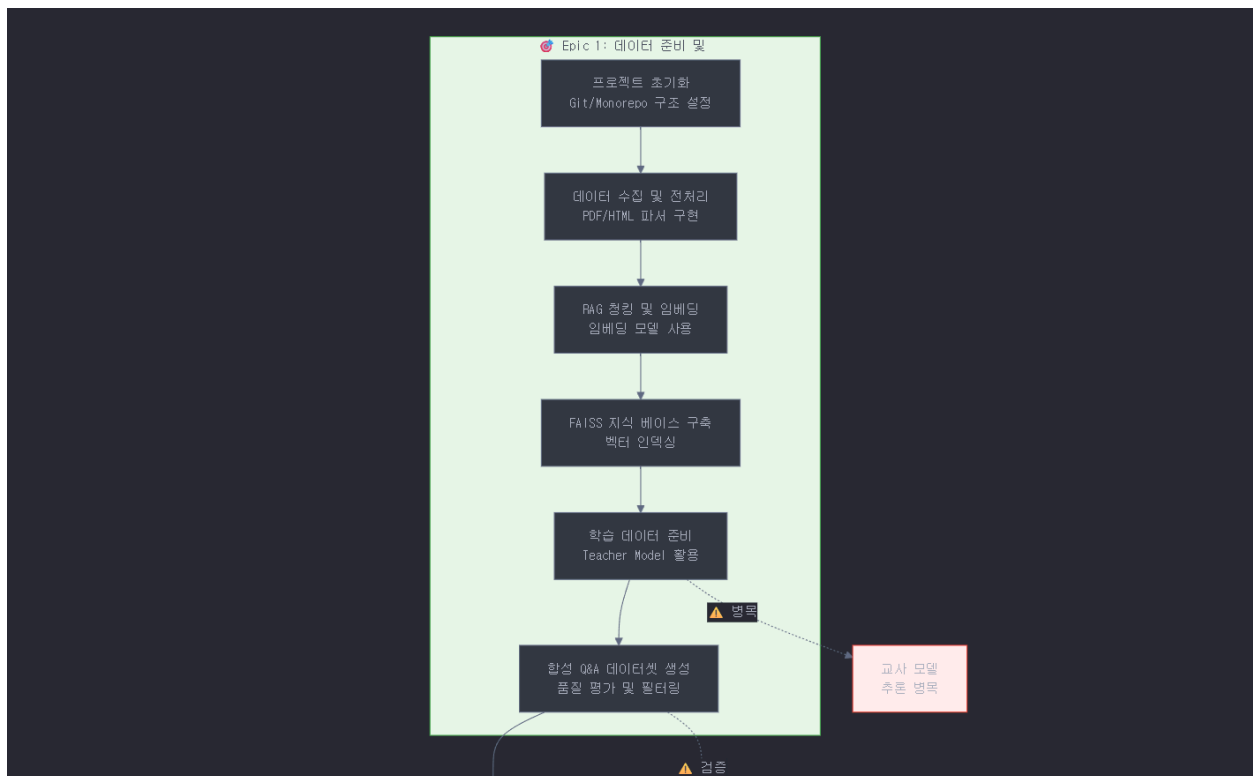 🎯 Epic 1: 데이터 준비 및
프로젝트 초기화
Git/Monorepo 구조 설정
데이터 수집 및 전처리
PDF/HTML 파서 구현
RAG 청킹 및 임베딩
임베딩 모델 사용
FAISS 지식 베이스 구축
벡터 인덱싱
학습 데이터 준비
Teacher Model 활용
⚠️ 병목
합성 Q&A 데이터셋 생성
품질 평가 및 필터링
교사 모델
추론 병목
⚠️ 검증